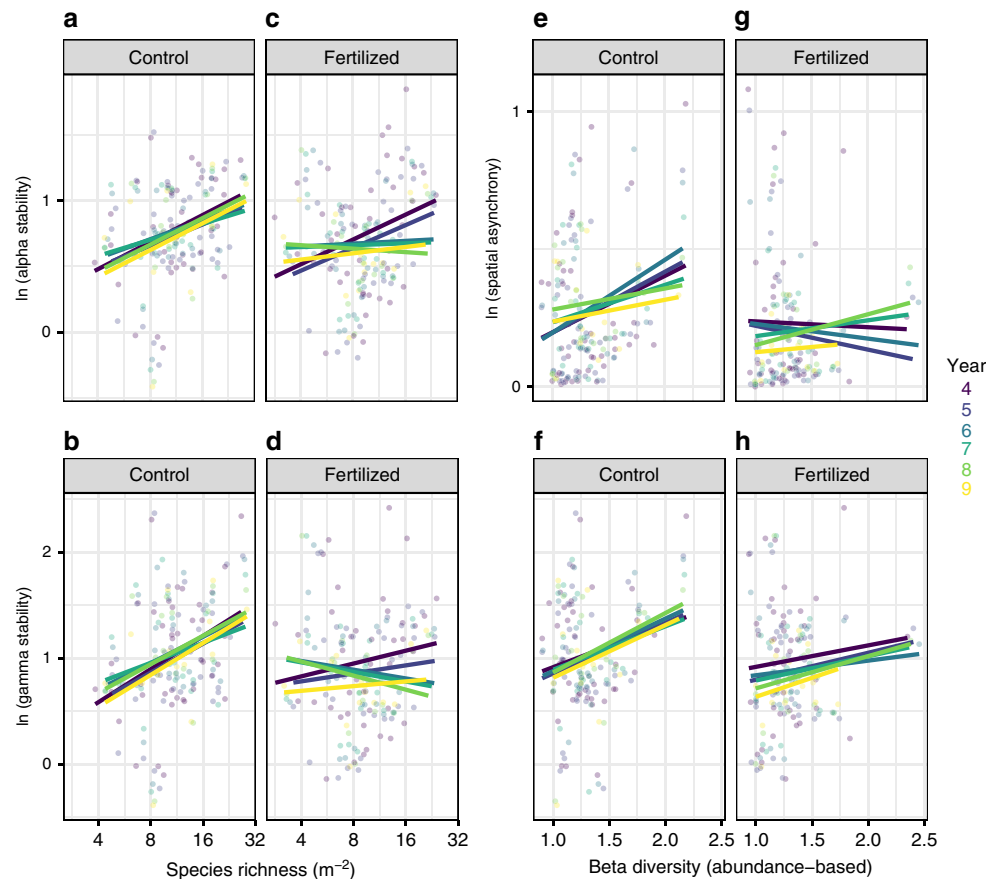 a
c
Control
Fertilized
ln (alpha stability)
1
0
e
g
Control
Fertilized
ln (spatial asynchrony)
1
0
Year
4
5
6
7
8
9
b
d
Control
Fertilized
ln (gamma stability)
2
1
0
4 8 16 32
4 8 16 32
Species richness (m⁻²)
f
h
Control
Fertilized
1.0 1.5 2.0 2.5
1.0 1.5 2.0 2.5
Beta diversity (abundance−based)